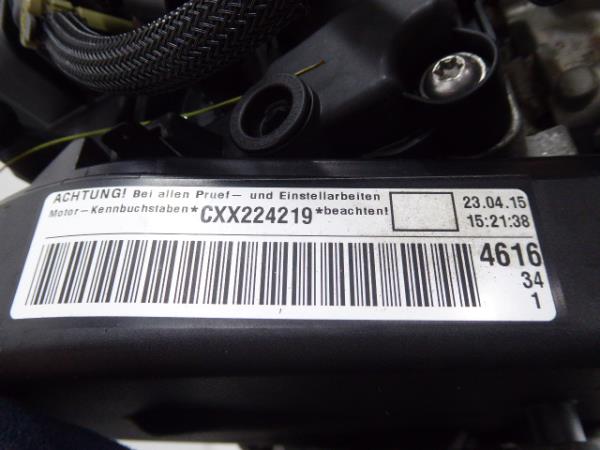 ACHTUNG! Bei allen Pruef- und Einstellarbeiten
Motor-Kennbuchstaben*CXX224219*beachten!
23.04.15
15:21:38
4616
34
1